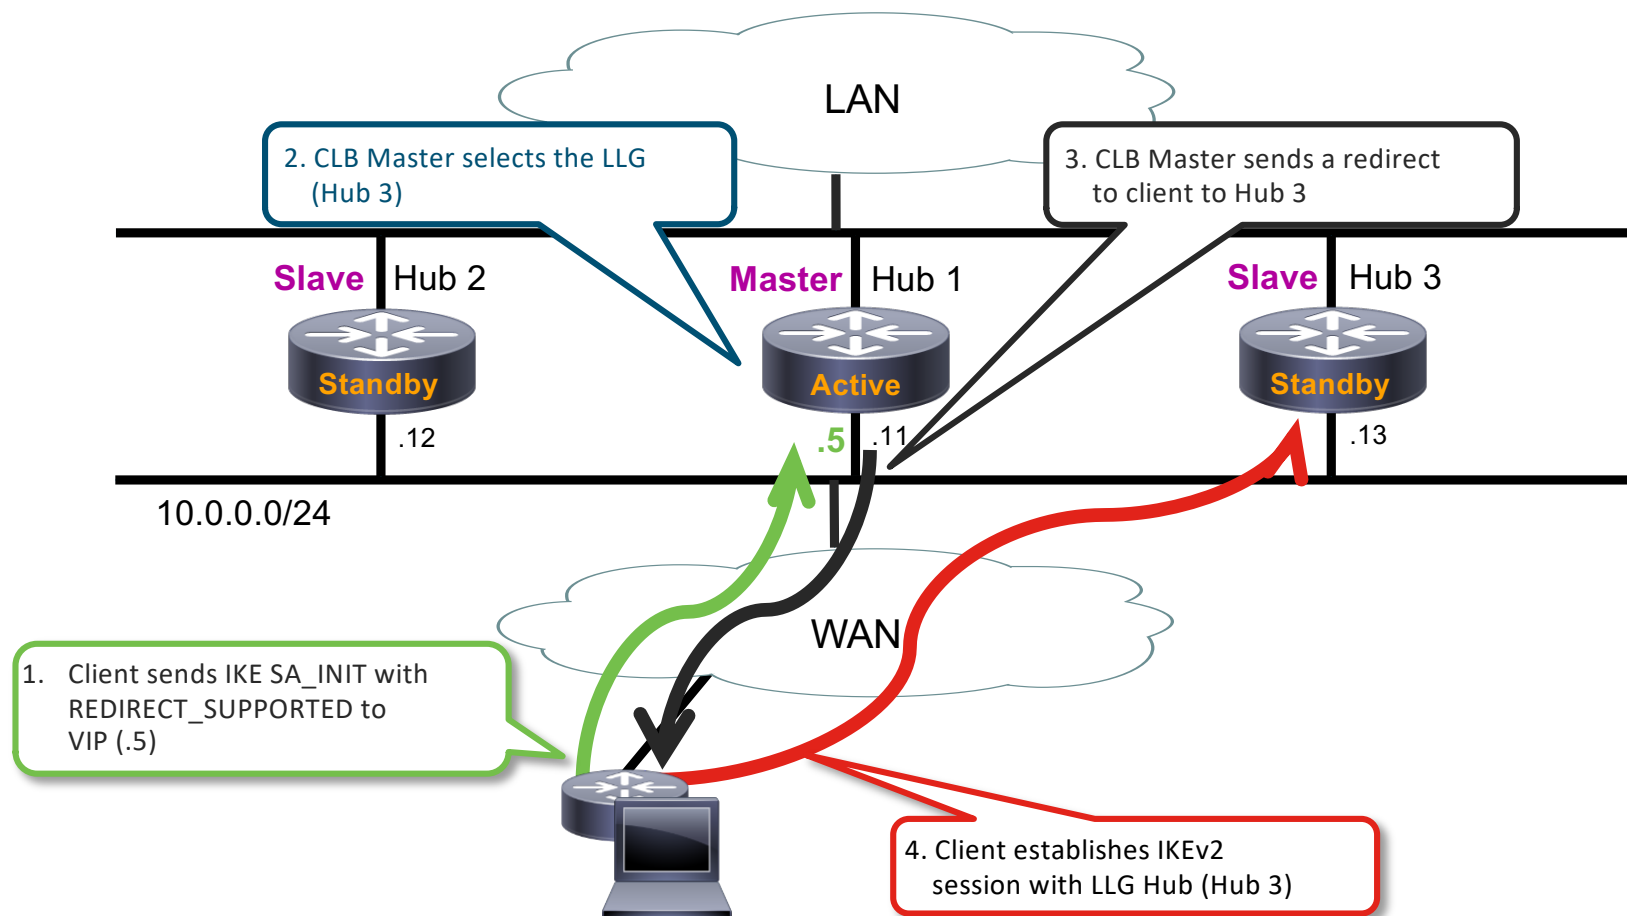 LAN
2. CLB Master selects the LLG
(Hub 3)
3. CLB Master sends a redirect
to client to Hub 3
Slave Hub 2
Master Hub 1
Slave Hub 3
Standby
Active
Standby
.12
.5 .11
.13
10.0.0.0/24
WAN
1. Client sends IKE SA_INIT with
REDIRECT_SUPPORTED to
VIP (.5)
4. Client establishes IKEv2
session with LLG Hub (Hub 3)